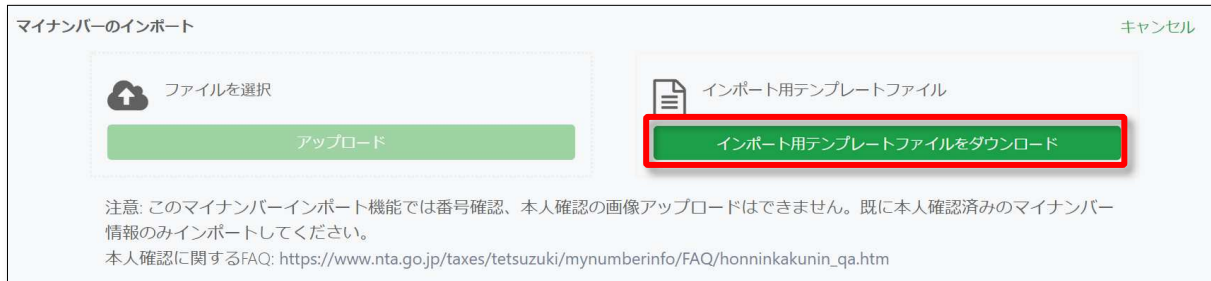 マイナンバーのインポート
キャンセル
ファイルを選択
インポート用テンプレートファイル
アップロード
インポート用テンプレートファイルをダウンロード
注意: このマイナンバーインポート機能では番号確認、本人確認の画像アップロードはできません。既に本人確認済みのマイナンバー
情報のみインポートしてください。
本人確認に関するFAQ: https://www.nta.go.jp/taxes/tetsuzuki/mynumberinfo/FAQ/honninkakunin_qa.htm